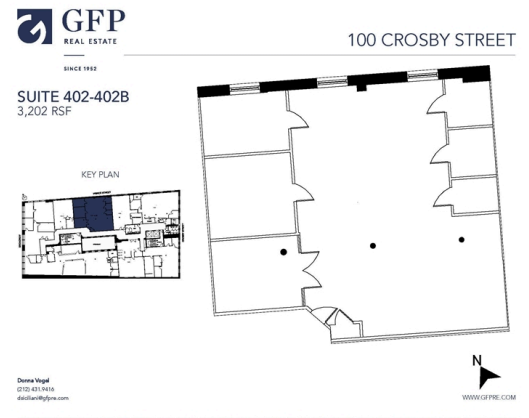 GFP
REAL ESTATE
SINCE 1952
100 CROSBY STREET
SUITE 402-402B
3,202 RSF
KEY PLAN
N
Donna Vogel
(212) 431.9416
dsiciliani@gfpre.com
WWW.GFPRE.COM